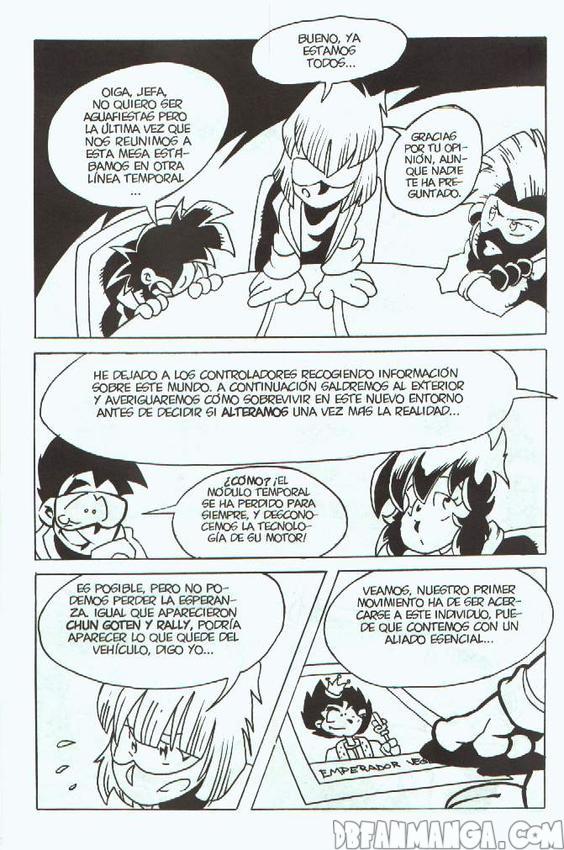 BUENO, YA
ESTAMOS
TODOS...
OIGA, JEFA,
NO QUIERO SER
AGUAFIESTAS PERO
LA ÚLTIMA VEZ QUE
NOS REUNIMOS A
ESTA MESA ESTÁ-
BAMOS EN OTRA
LÍNEA TEMPORAL
...
GRACIAS
POR TU OPI-
NIÓN, AUN-
QUE NADIE
TE HA PRE-
GUNTADO.
HE DEJADO A LOS CONTROLADORES RECOGIENDO INFORMACIÓN
SOBRE ESTE MUNDO. A CONTINUACIÓN SALDREMOS AL EXTERIOR
Y AVERIGUAREMOS CÓMO SOBREVIVIR EN ESTE NUEVO ENTORNO
ANTES DE DECIDIR SI ALTERAMOS UNA VEZ MAS LA REALIDAD...
¿CÓMO? ¡EL
MÓDULO TEMPORAL
SE HA PERDIDO PARA
SIEMPRE, Y DESCONO-
CEMOS LA TECNOLO-
GÍA DE SU MOTOR!
ES POSIBLE, PERO NO PO-
DEMOS PERDER LA ESPERAN-
ZA. IGUAL QUE APARECIERON
CHUN GOTEN Y RALLY, PODRÍA
APARECER LO QUE QUEDE DEL
VEHÍCULO, DIGO YO...
VEAMOS, NUESTRO PRIMER
MOVIMIENTO HA DE SER ACER-
CARSE A ESTE INDIVIDUO, PUE-
DE QUE CONTEMOS CON UN
ALIADO ESENCIAL...
EMPERADOR VEG
DBFANMANGA.COM